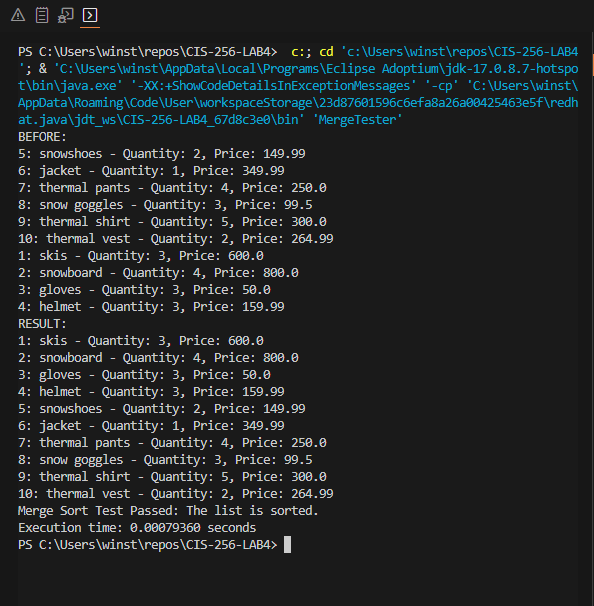 PS C:\Users\winst\repos\CIS-256-LAB4>  c:; cd 'c:\Users\winst\repos\CIS-256-LAB4
'; & 'C:\Users\winst\AppData\Local\Programs\Eclipse Adoptium\jdk-17.0.8.7-hotspo
t\bin\java.exe' '-XX:+ShowCodeDetailsInExceptionMessages' '-cp' 'C:\Users\winst\
AppData\Roaming\Code\User\workspaceStorage\23d87601596c6efa8a26a00425463e5f\redh
at.java\jdt_ws\CIS-256-LAB4_67d8c3e0\bin' 'MergeTester'
BEFORE:
5: snowshoes - Quantity: 2, Price: 149.99
6: jacket - Quantity: 1, Price: 349.99
7: thermal pants - Quantity: 4, Price: 250.0
8: snow goggles - Quantity: 3, Price: 99.5
9: thermal shirt - Quantity: 5, Price: 300.0
10: thermal vest - Quantity: 2, Price: 264.99
1: skis - Quantity: 3, Price: 600.0
2: snowboard - Quantity: 4, Price: 800.0
3: gloves - Quantity: 3, Price: 50.0
4: helmet - Quantity: 3, Price: 159.99
RESULT:
1: skis - Quantity: 3, Price: 600.0
2: snowboard - Quantity: 4, Price: 800.0
3: gloves - Quantity: 3, Price: 50.0
4: helmet - Quantity: 3, Price: 159.99
5: snowshoes - Quantity: 2, Price: 149.99
6: jacket - Quantity: 1, Price: 349.99
7: thermal pants - Quantity: 4, Price: 250.0
8: snow goggles - Quantity: 3, Price: 99.5
9: thermal shirt - Quantity: 5, Price: 300.0
10: thermal vest - Quantity: 2, Price: 264.99
Merge Sort Test Passed: The list is sorted.
Execution time: 0.00079360 seconds
PS C:\Users\winst\repos\CIS-256-LAB4>